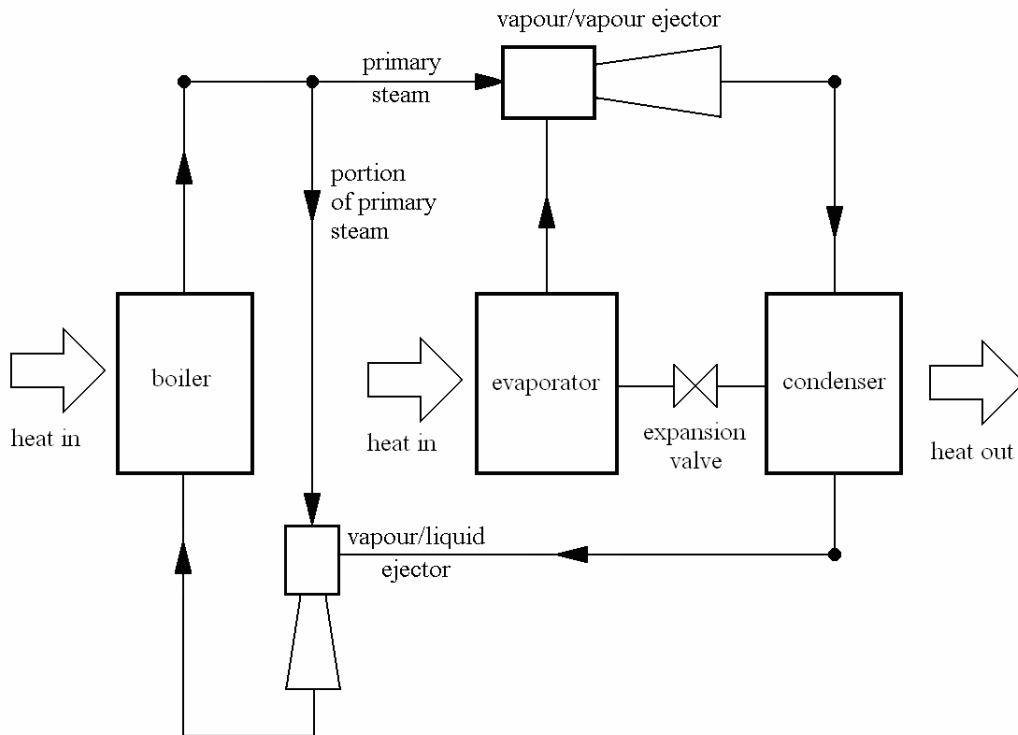 vapour/vapour ejector
primary
steam
portion
of primary
steam
boiler
evaporator
condenser
heat in
heat in
expansion
valve
heat out
vapour/liquid
ejector